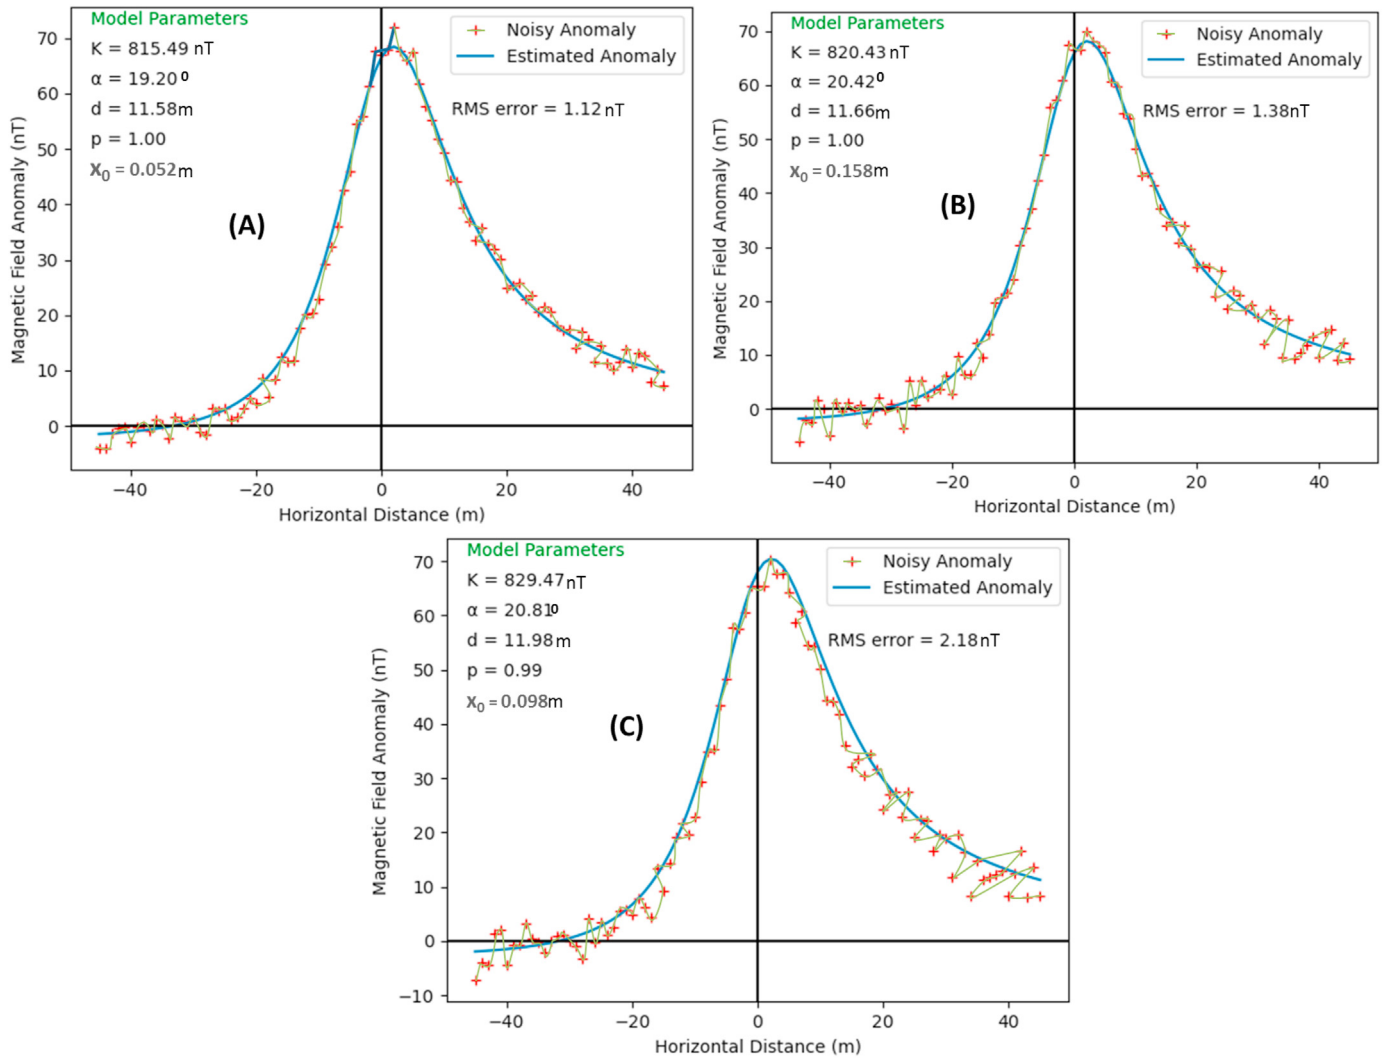 Model Parameters
K = 815.49 nT
α = 19.20⁰
d = 11.58m
p = 1.00
X₀ = 0.052m
Noisy Anomaly
Estimated Anomaly
RMS error = 1.12 nT
(A)
Magnetic Field Anomaly (nT)
70
60
50
40
30
20
10
0
−40 −20 0 20 40
Horizontal Distance (m)
Model Parameters
K = 820.43 nT
α = 20.42⁰
d = 11.66m
p = 1.00
X₀ = 0.158m
Noisy Anomaly
Estimated Anomaly
RMS error = 1.38nT
(B)
Magnetic Field Anomaly (nT)
70
60
50
40
30
20
10
0
−40 −20 0 20 40
Horizontal Distance (m)
Model Parameters
K = 829.47nT
α = 20.81⁰
d = 11.98m
p = 0.99
X₀ = 0.098m
Noisy Anomaly
Estimated Anomaly
RMS error = 2.18nT
(C)
Magnetic Field Anomaly (nT)
70
60
50
40
30
20
10
0
−10
−40 −20 0 20 40
Horizontal Distance (m)